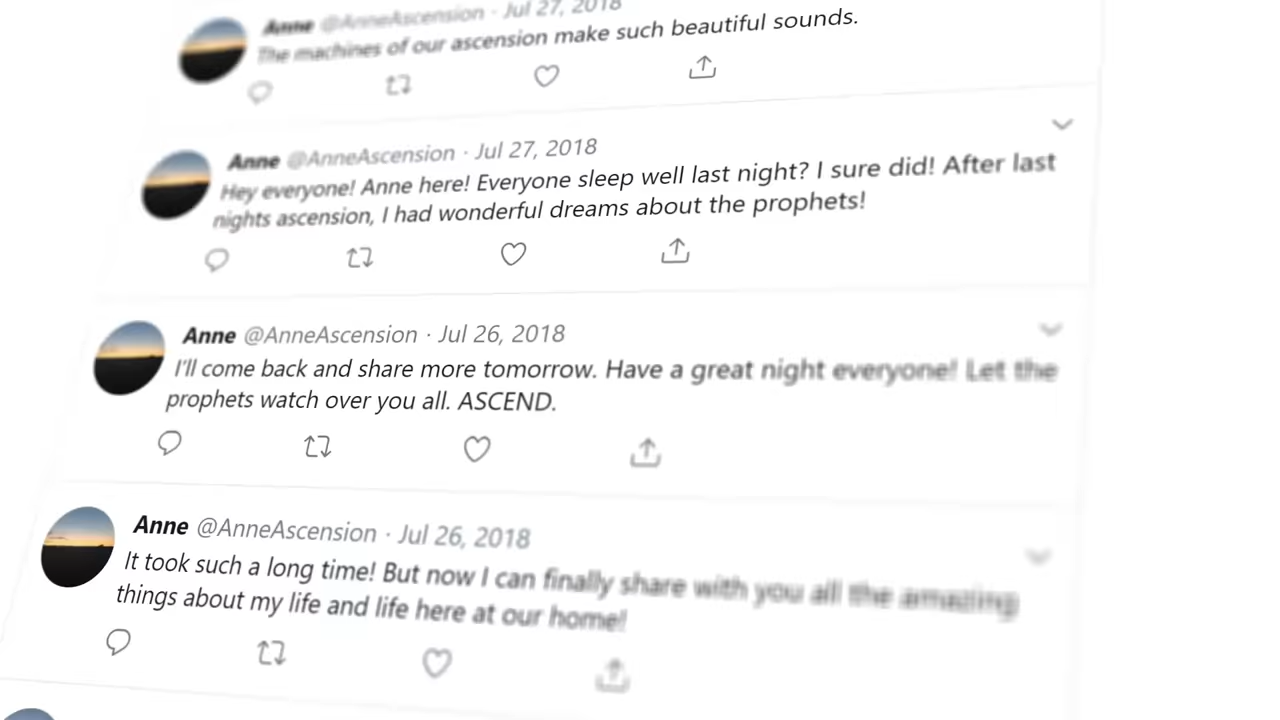 Anne @AnneAscension · Jul 27, 2018
The machines of our ascension make such beautiful sounds.
Anne @AnneAscension · Jul 27, 2018
Hey everyone! Anne here! Everyone sleep well last night? I sure did! After last
nights ascension, I had wonderful dreams about the prophets!
Anne @AnneAscension · Jul 26, 2018
I'll come back and share more tomorrow. Have a great night everyone! Let the
prophets watch over you all. ASCEND.
Anne @AnneAscension · Jul 26, 2018
It took such a long time! But now I can finally share with you all the amazing
things about my life and life here at our home!